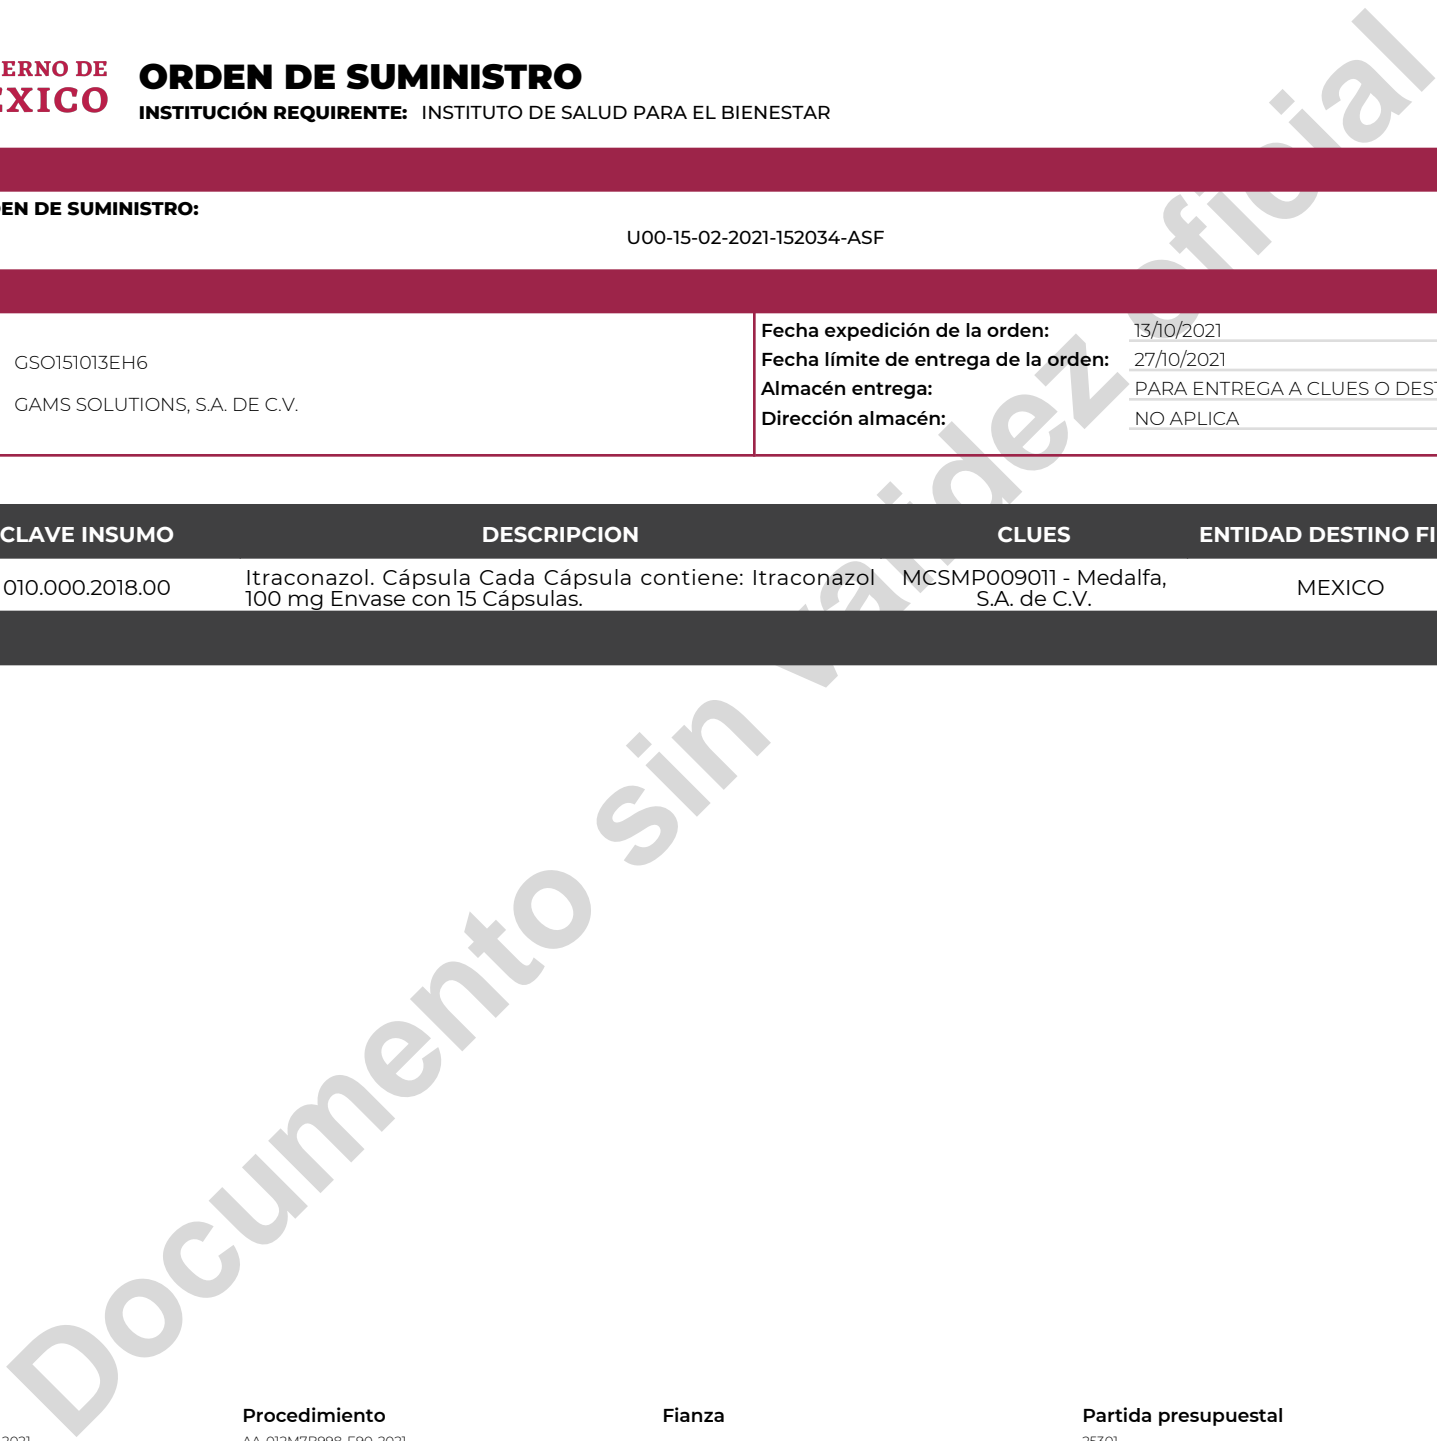 ERNO DE
EXICO
ORDEN DE SUMINISTRO
INSTITUCIÓN REQUIRENTE: INSTITUTO DE SALUD PARA EL BIENESTAR
EN DE SUMINISTRO:
U00-15-02-2021-152034-ASF
GSO151013EH6
GAMS SOLUTIONS, S.A. DE C.V.
Fecha expedición de la orden: 13/10/2021
Fecha límite de entrega de la orden: 27/10/2021
Almacén entrega: PARA ENTREGA A CLUES O DEST
Dirección almacén: NO APLICA
CLAVE INSUMO DESCRIPCION CLUES ENTIDAD DESTINO FI
010.000.2018.00
Itraconazol. Cápsula Cada Cápsula contiene: Itraconazol
100 mg Envase con 15 Cápsulas.
MCSMP009011 - Medalfa,
S.A. de C.V.
MEXICO
Documento sin validez oficial
Procedimiento Fianza Partida presupuestal